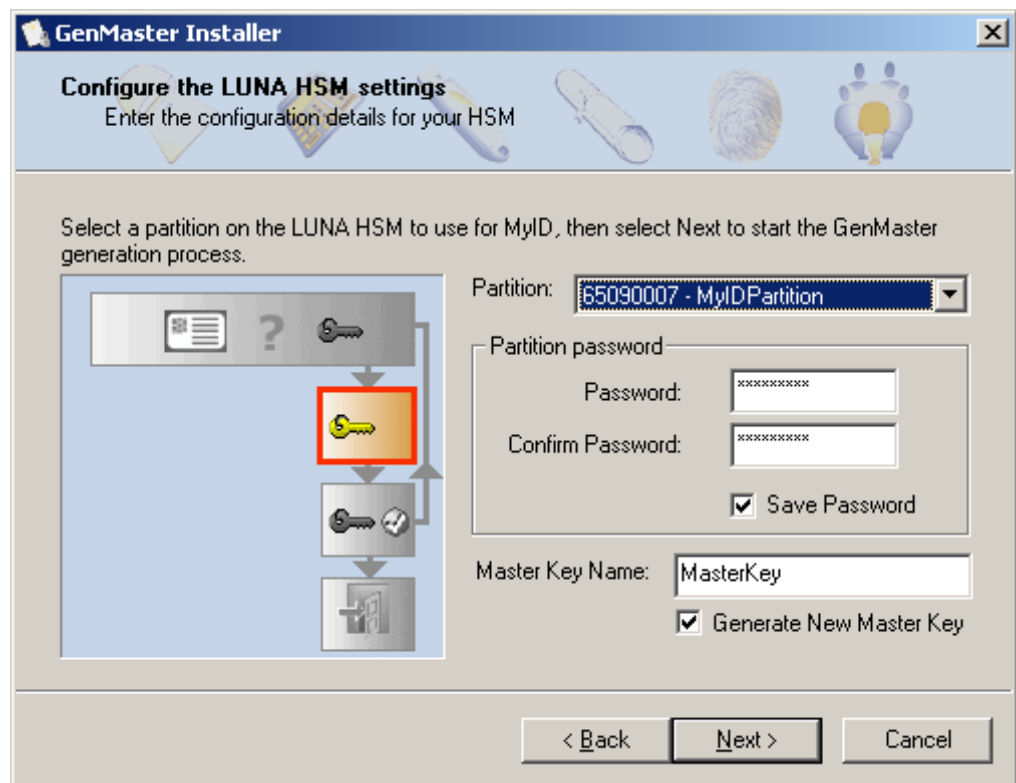 GenMaster Installer
Configure the LUNA HSM settings
Enter the configuration details for your HSM
Select a partition on the LUNA HSM to use for MyID, then select Next to start the GenMaster
generation process.
Partition: 65090007 - MyIDPartition
Partition password
Password: xxxxxxxxx
Confirm Password: xxxxxxxxx
Save Password
Master Key Name: MasterKey
Generate New Master Key
< Back Next > Cancel